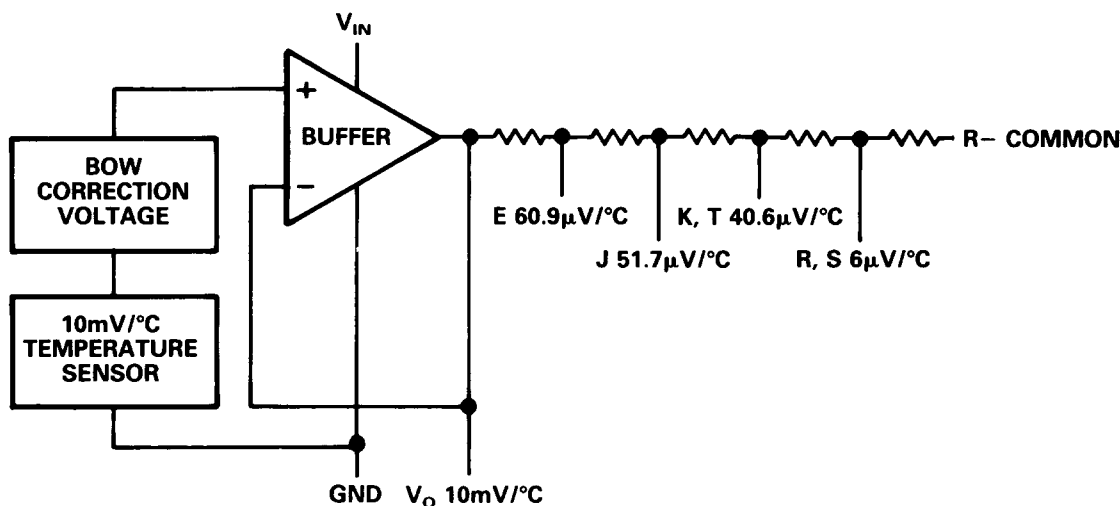 V_IN
+
BUFFER
−
BOW
CORRECTION
VOLTAGE
10mV/°C
TEMPERATURE
SENSOR
R− COMMON
E 60.9µV/°C
K, T 40.6µV/°C
J 51.7µV/°C
R, S 6µV/°C
GND
V_O 10mV/°C